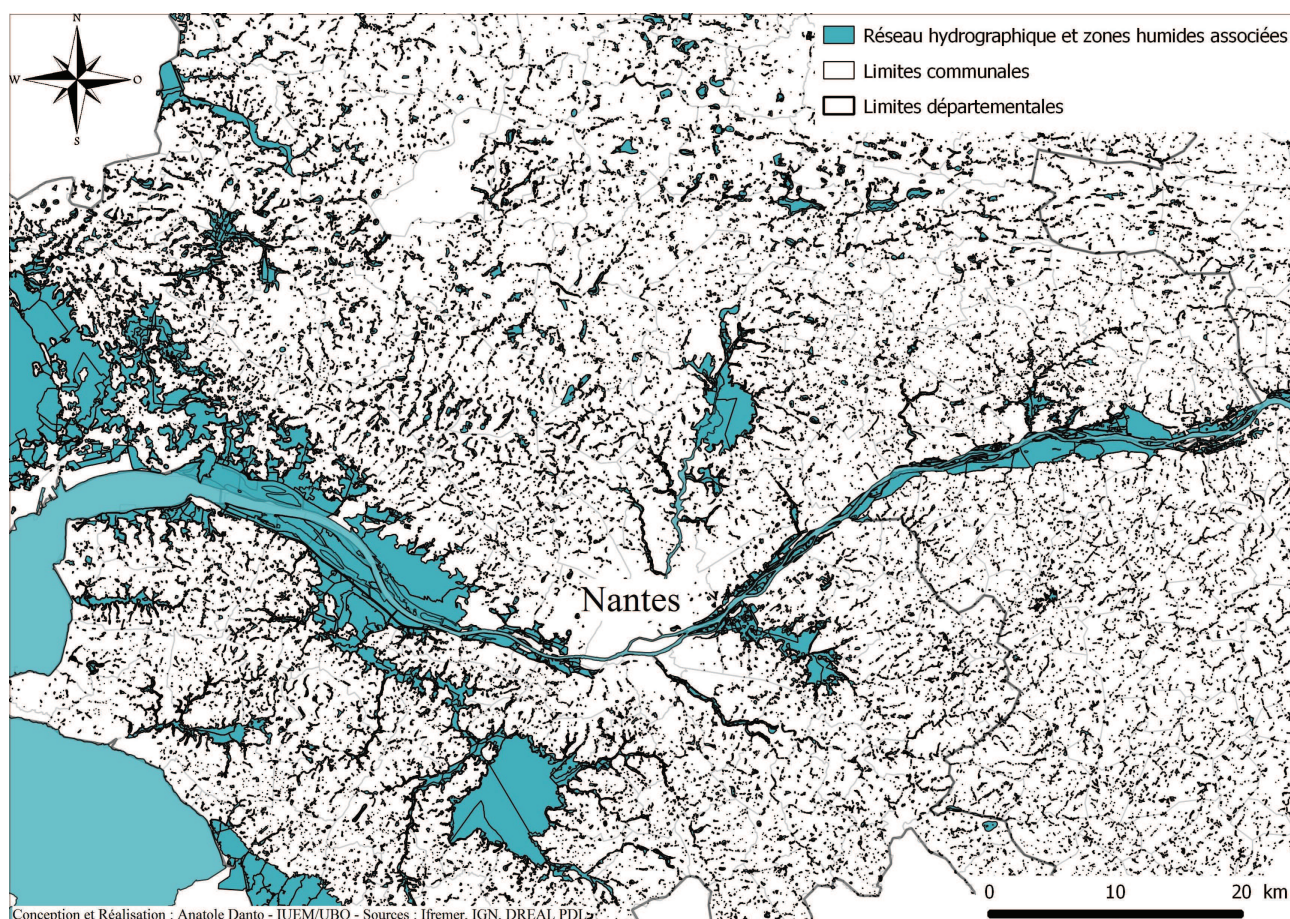 N
W
O
S
Réseau hydrographique et zones humides associées
Limites communales
Limites départementales
Nantes
0 10 20 km
Conception et Réalisation : Anatole Danto - IUEM/UBO - Sources : Ifremer, IGN, DREAL PDL